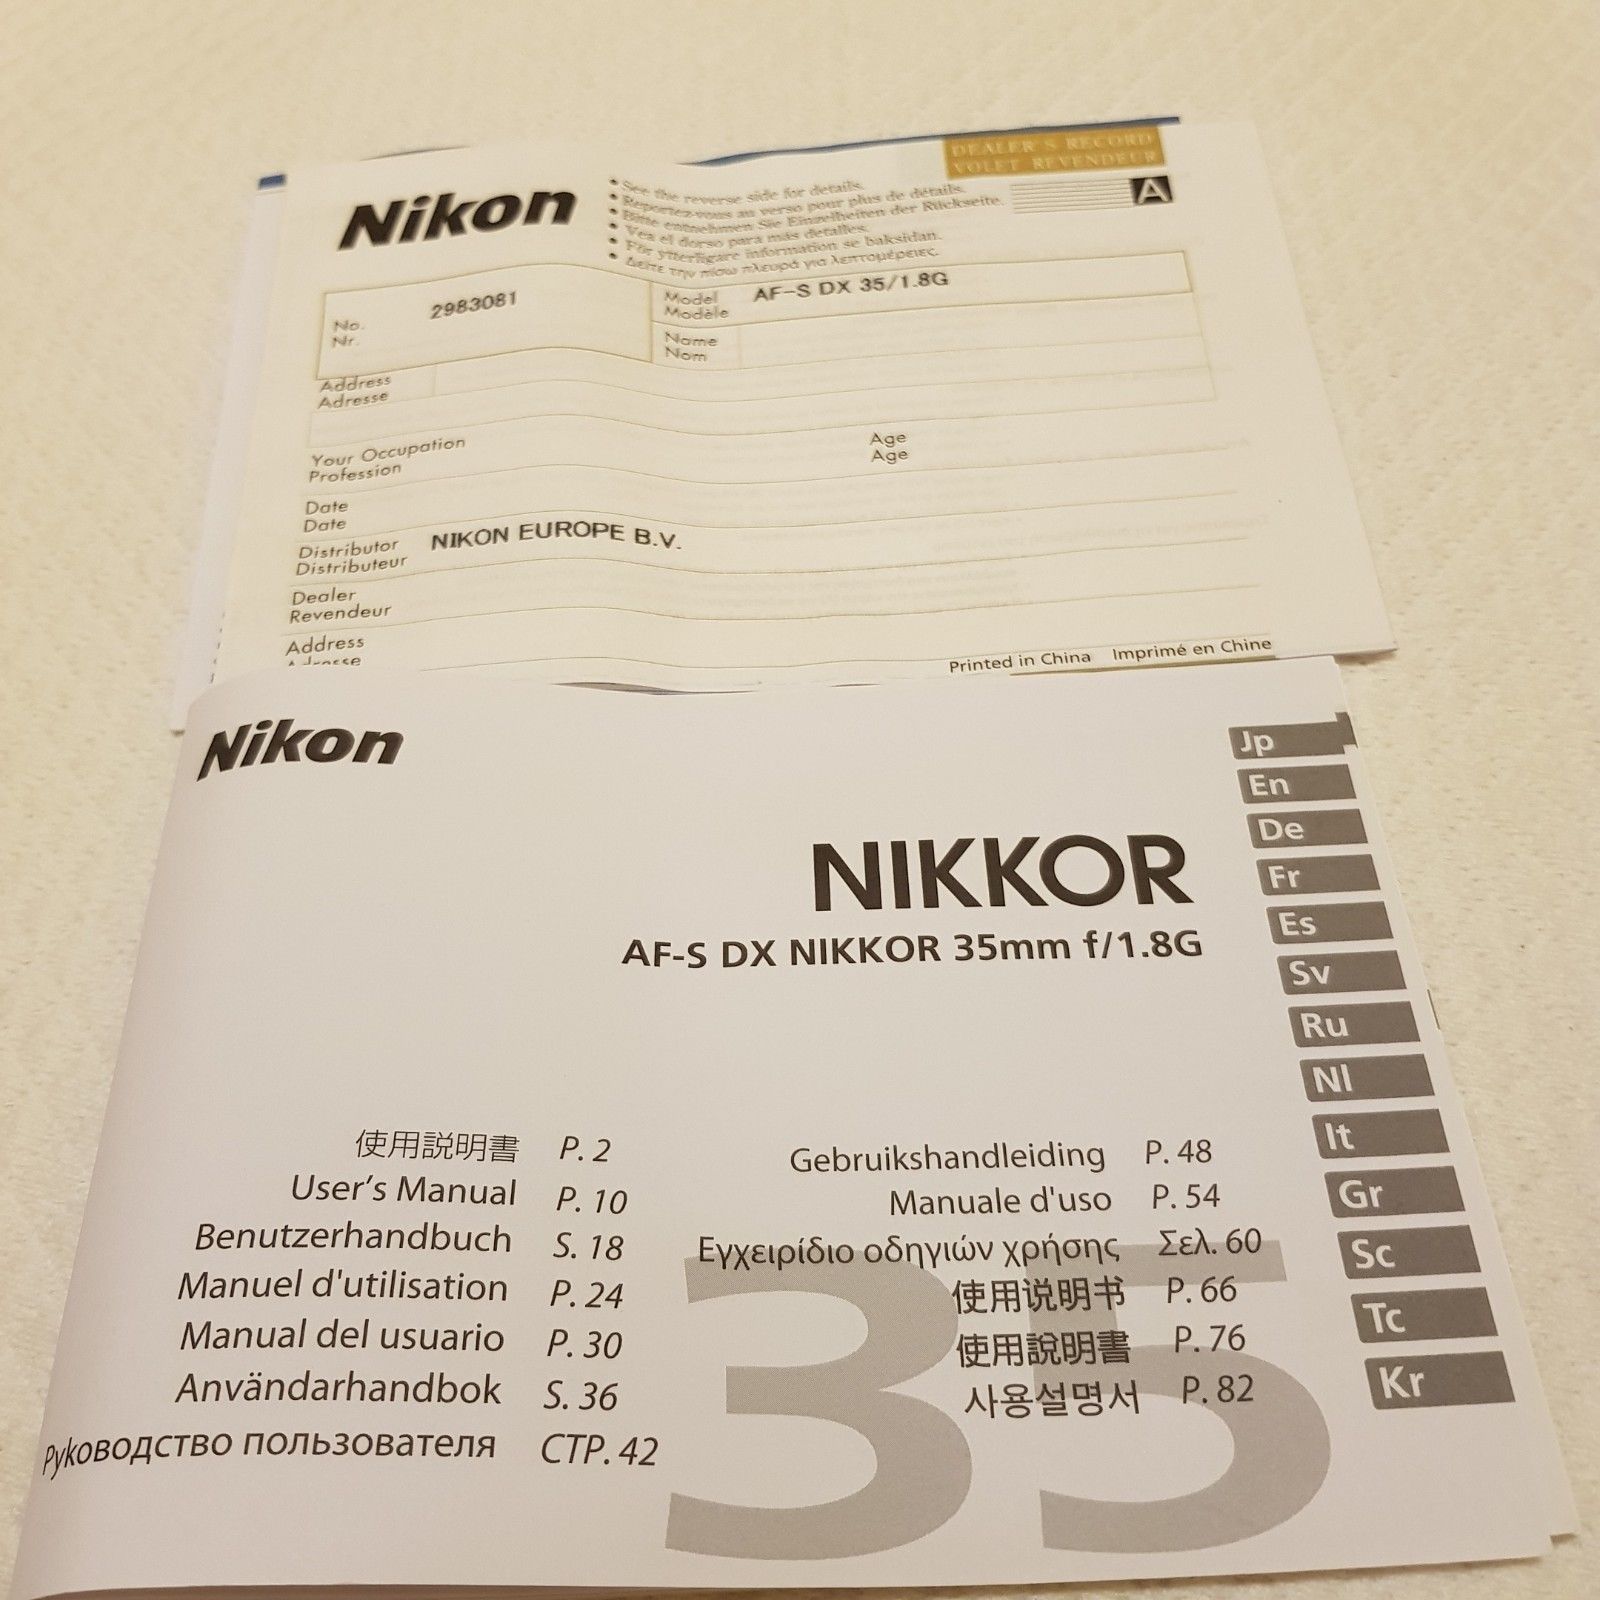 DEALER'S RECORD
VOLET REVENDEUR
Nikon
• See the reverse side for details.
• Reportez-vous au verso pour plus de détails.
• Bitte entnehmen Sie Einzelheiten der Rückseite.
• Vea el dorso para más detalles.
• För ytterligare information se baksidan.
• Δείτε την πίσω πλευρά για λεπτομέρειες.
A
No.
Nr.
2983081
Model
Modèle
AF-S DX 35/1.8G
Name
Nom
Address
Adresse
Your Occupation
Profession
Age
Age
Date
Date
Distributor
Distributeur
NIKON EUROPE B.V.
Dealer
Revendeur
Address
Adresse
Printed in China Imprimé en Chine
Nikon
NIKKOR
AF-S DX NIKKOR 35mm f/1.8G
使用説明書 P. 2
User's Manual P. 10
Benutzerhandbuch S. 18
Manuel d'utilisation P. 24
Manual del usuario P. 30
Användarhandbok S. 36
Руководство пользователя СТР. 42
Gebruikshandleiding P. 48
Manuale d'uso P. 54
Εγχειρίδιο οδηγιών χρήσης Σελ. 60
使用说明书 P. 66
使用說明書 P. 76
사용설명서 P. 82
35
Jp
En
De
Fr
Es
Sv
Ru
Nl
It
Gr
Sc
Tc
Kr